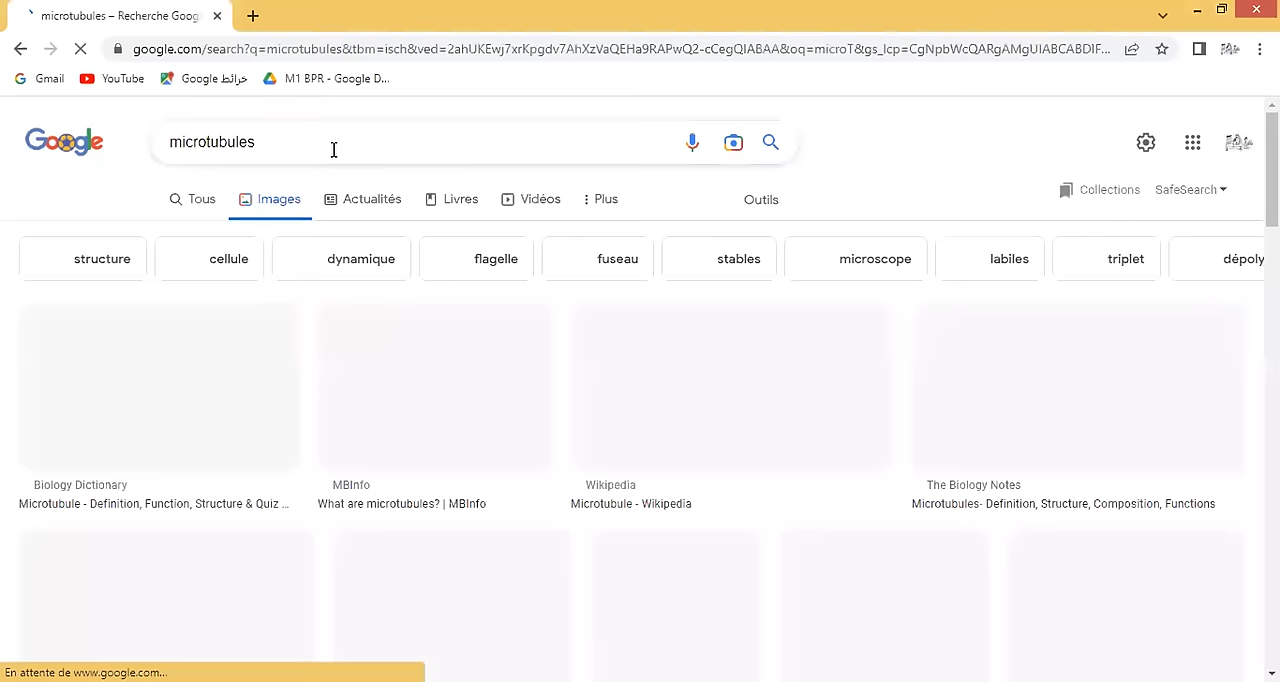 microtubules – Recherche Goog
google.com/search?q=microtubules&tbm=isch&ved=2ahUKEwj7xrKpgdv7AhXzVaQEHa9RAPwQ2-cCegQIABAA&oq=microT&gs_lcp=CgNpbWcQARgAMgUIABCABDIF...
Gmail YouTube خرائط Google M1 BPR - Google D...
Google microtubules
Collections SafeSearch
Tous Images Actualités Livres Vidéos Plus Outils
structure cellule dynamique flagelle fuseau stables microscope labiles triplet dépoly
Biology Dictionary MBInfo Wikipedia The Biology Notes
Microtubule - Definition, Function, Structure & Quiz ... What are microtubules? | MBInfo Microtubule - Wikipedia Microtubules- Definition, Structure, Composition, Functions
En attente de www.google.com...